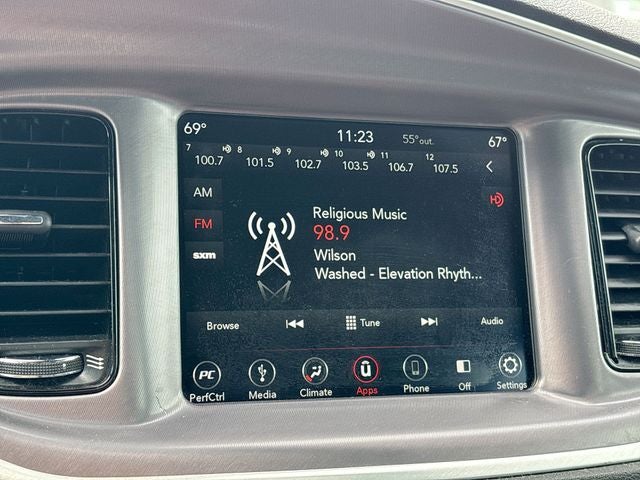 69° 11:23 55°out. 67°
7 8 9 10 11 12
100.7 101.5 102.7 103.5 106.7 107.5
AM
HD
FM
sxm
Religious Music
98.9
Wilson
Washed - Elevation Rhyth...
Browse Tune Audio
PC ū
PerfCtrl Media Climate Apps Phone Off Settings